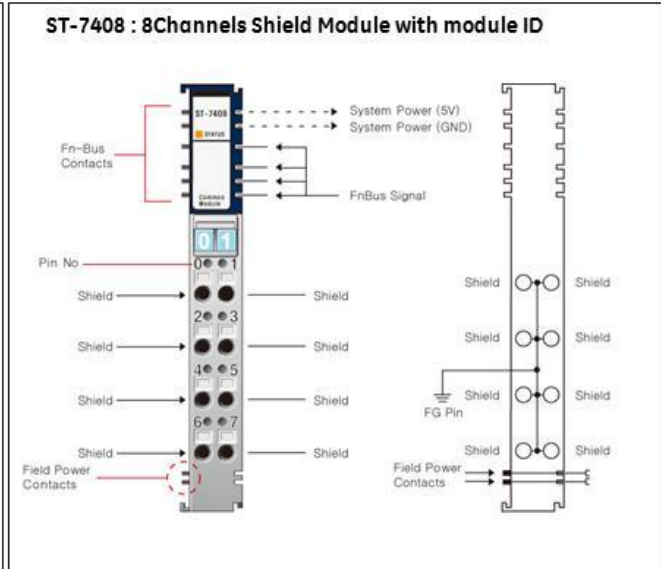 ST-7408 : 8Channels Shield Module with module ID
ST-7408
STATUS
System Power (5V)
System Power (GND)
Fn-Bus
Contacts
FnBus Signal
Common
Module
0 1
Pin No
0 1
Shield Shield
2 3
Shield Shield
4 5
Shield Shield
6 7
Shield Shield
Field Power
Contacts
Shield Shield
Shield Shield
Shield Shield
FG Pin
Shield Shield
Field Power
Contacts